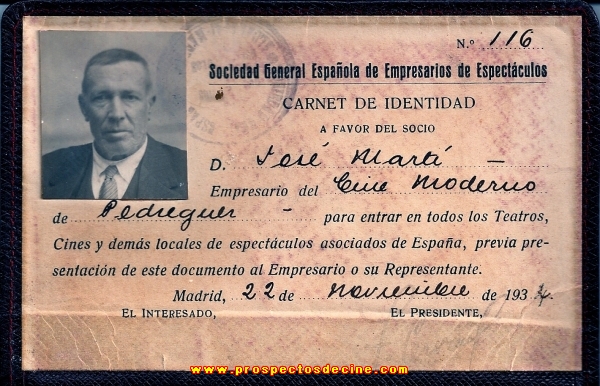 N.º 116
Sociedad General Española de Empresarios de Espectáculos
CARNET DE IDENTIDAD
A FAVOR DEL SOCIO
D. José Martí
Empresario del Cine Moderno
de Pedreguer - para entrar en todos los Teatros,
Cines y demás locales de espectáculos asociados de España, previa pre-
sentación de este documento al Empresario o su Representante.
Madrid, 22 de Noviembre de 1934.
EL INTERESADO, EL PRESIDENTE,
www.prospectosdecine.com